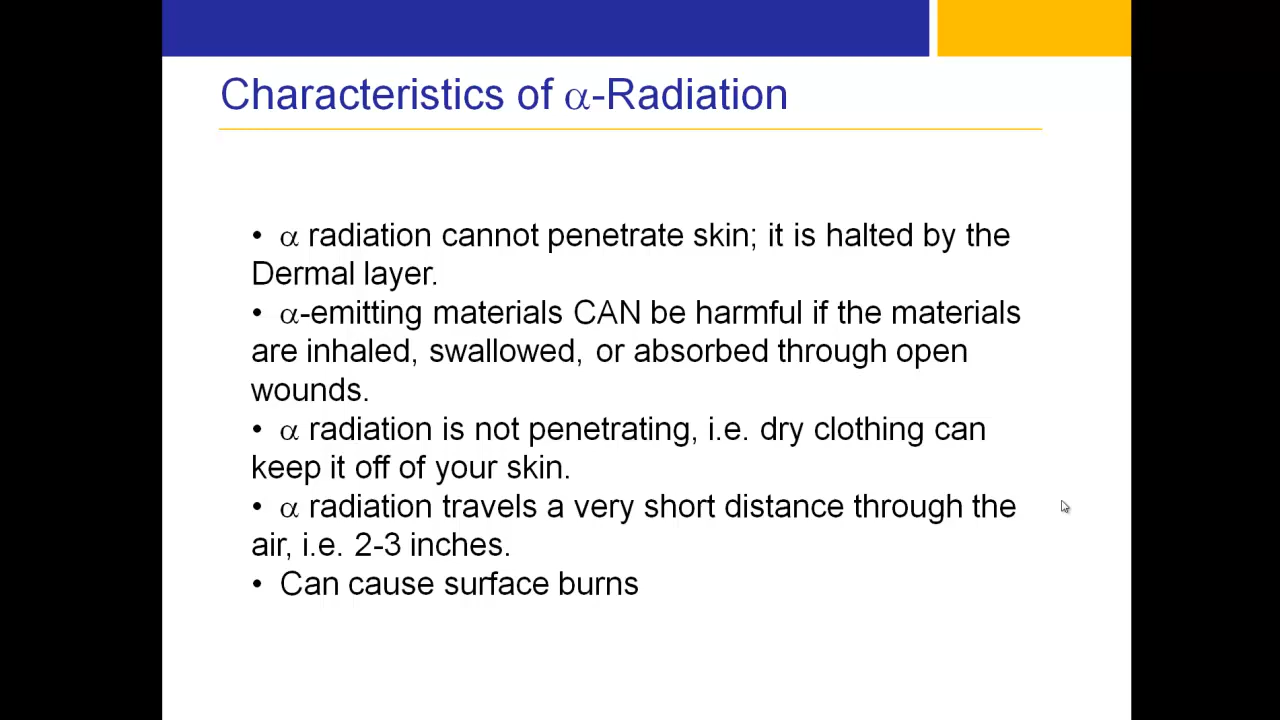 Characteristics of α-Radiation
• α radiation cannot penetrate skin; it is halted by the
Dermal layer.
• α-emitting materials CAN be harmful if the materials
are inhaled, swallowed, or absorbed through open
wounds.
• α radiation is not penetrating, i.e. dry clothing can
keep it off of your skin.
• α radiation travels a very short distance through the
air, i.e. 2-3 inches.
• Can cause surface burns